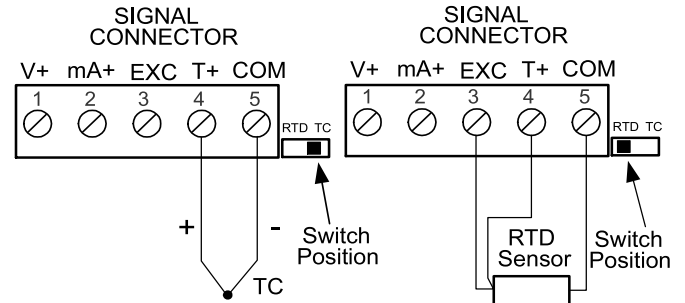 SIGNAL
CONNECTOR
V+ mA+ EXC T+ COM
1 2 3 4 5
RTD TC
+ -
Switch
Position
TC
SIGNAL
CONNECTOR
V+ mA+ EXC T+ COM
1 2 3 4 5
RTD TC
RTD
Sensor
Switch
Position